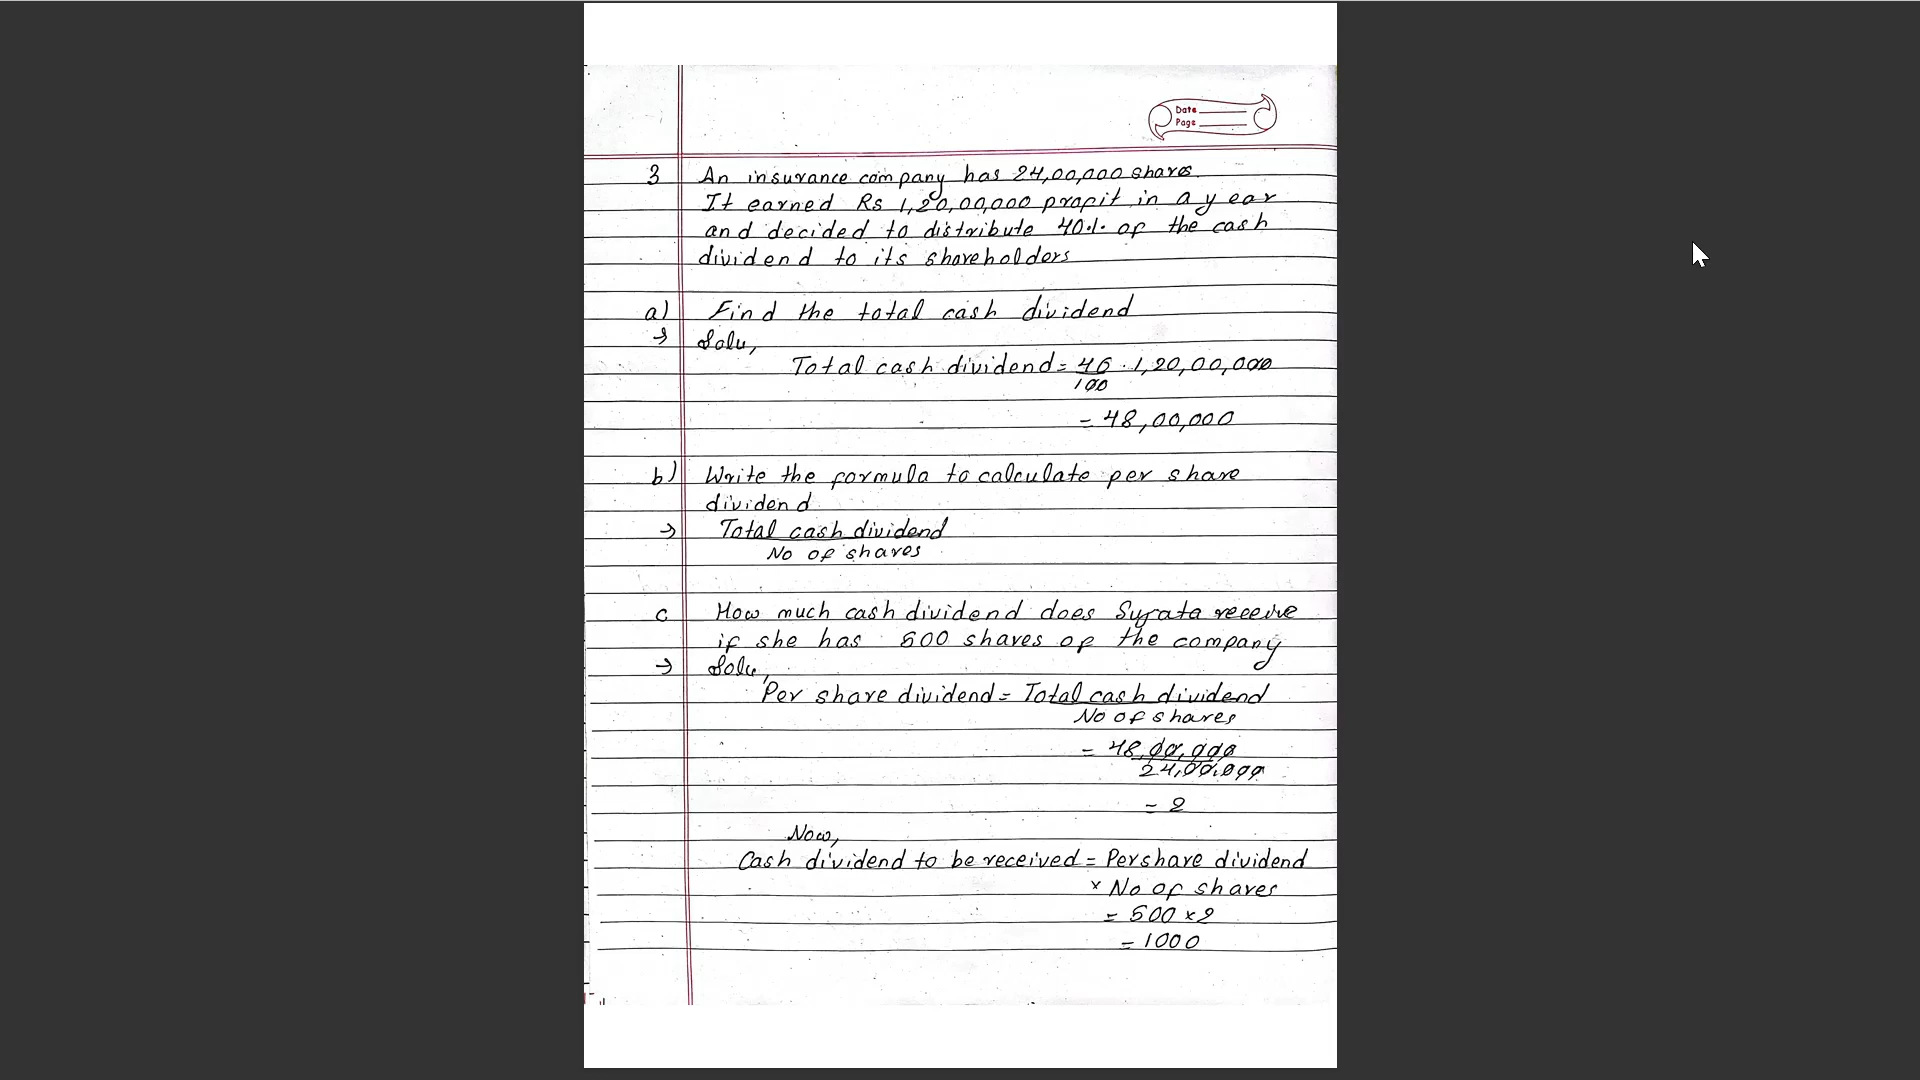 Date
Page
3 An insurance company has 24,00,000 shares.
It earned Rs 1,20,00,000 profit in a year
and decided to distribute 40% of the cash
dividend to its shareholders
a) Find the total cash dividend
→ Solu,
Total cash dividend = 40/100 . 1,20,00,000
= 48,00,000
b) Write the formula to calculate per share
dividend
→ Total cash dividend
No of shares
c How much cash dividend does Sujata receive
if she has 500 shares of the company
→ Solu,
Per share dividend = Total cash dividend
No of shares
= 48,00,000
24,00,000
= 2
Now,
Cash dividend to be received = Per share dividend
× No of shares
= 500 × 2
= 1000